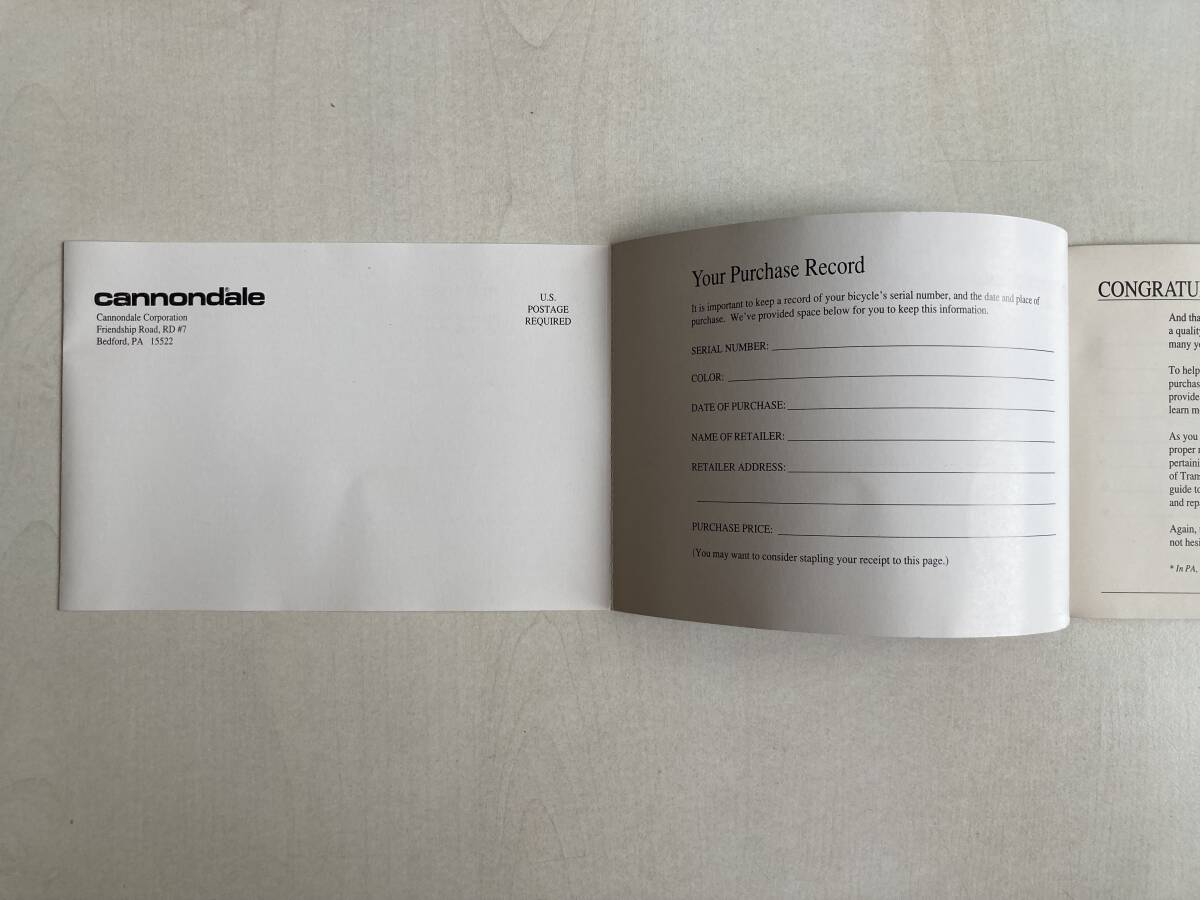 cannondale
Cannondale Corporation
Friendship Road, RD #7
Bedford, PA 15522
U.S.
POSTAGE
REQUIRED
Your Purchase Record
It is important to keep a record of your bicycle's serial number, and the date and place of
purchase. We've provided space below for you to keep this information.
SERIAL NUMBER:
COLOR:
DATE OF PURCHASE:
NAME OF RETAILER:
RETAILER ADDRESS:
PURCHASE PRICE:
(You may want to consider stapling your receipt to this page.)
CONGRATU
And tha
a quality
many y
To help
purchas
provide
learn m
As you
proper
pertaini
of Tran
guide to
and rep
Again,
not hesi
* In PA,